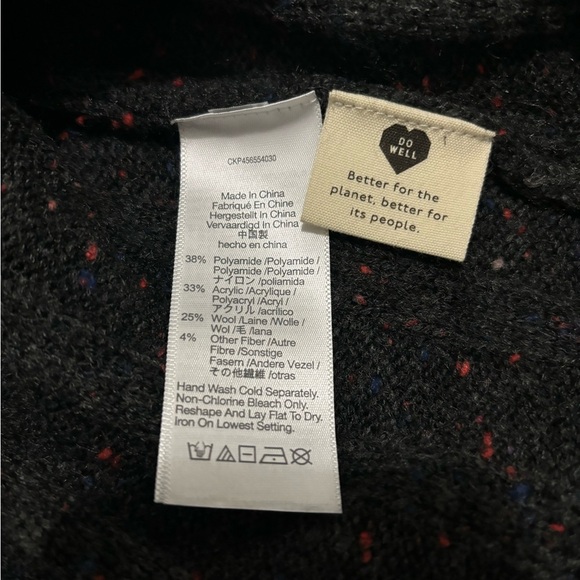 CKP456554030
Made In China
Fabriqué En Chine
Hergestellt In China
Vervaardigd In China
中国製
hecho en china
38% Polyamide /Polyamide /
Polyamide /Polyamide /
ナイロン /poliamida
33% Acrylic /Acrylique /
Polyacryl /Acryl /
アクリル /acrílico
25% Wool /Laine /Wolle /
Wol /毛 /lana
4% Other Fiber /Autre
Fibre /Sonstige
Fasern /Andere Vezel /
その他繊維 /otras
Hand Wash Cold Separately.
Non-Chlorine Bleach Only.
Reshape And Lay Flat To Dry.
Iron On Lowest Setting.
DO
WELL
Better for the
planet, better for
its people.